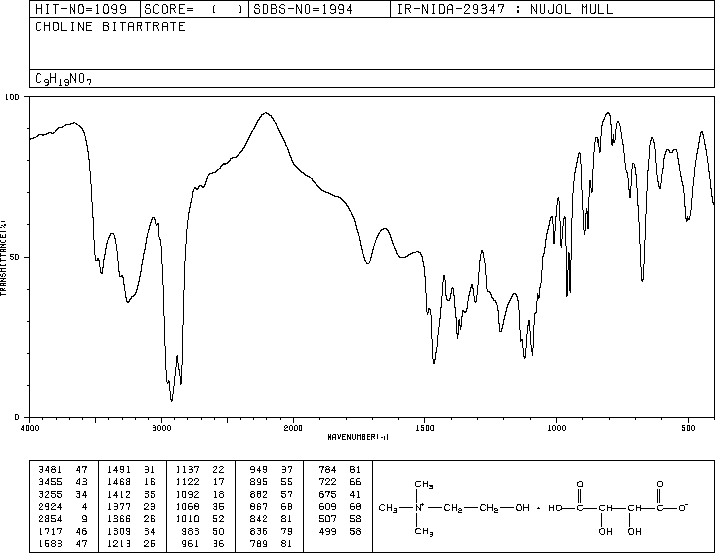 HIT-NO=1099 SCORE= ( ) SDBS-NO=1994 IR-NIDA-29347 : NUJOL MULL
CHOLINE BITARTRATE
C9H19NO7
100
50
0
TRANSMITTANCE(%)
4000 3000 2000 1500 1000 500
WAVENUMBER(-1)
3481 47 1491 31 1137 22 949 37 784 81
3455 43 1468 16 1122 17 895 55 722 66
3255 34 1412 35 1092 18 882 57 675 41
2924 4 1377 23 1068 36 867 68 609 68
2854 9 1366 26 1010 52 842 81 507 58
1717 46 1309 34 983 50 836 79 499 58
1583 47 1213 26 961 36 789 81
CH3
CH3—N+—CH2—CH2—OH · HO—C—CH—CH—C—O−
CH3
O O
OH OH